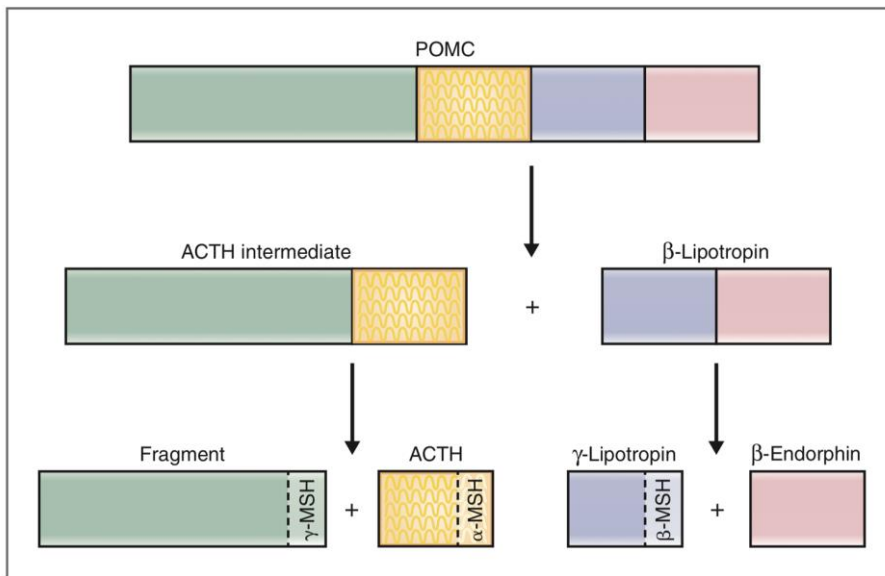 POMC
ACTH intermediate
+
β-Lipotropin
Fragment
γ-MSH
+
ACTH
α-MSH
γ-Lipotropin
β-MSH
+
β-Endorphin